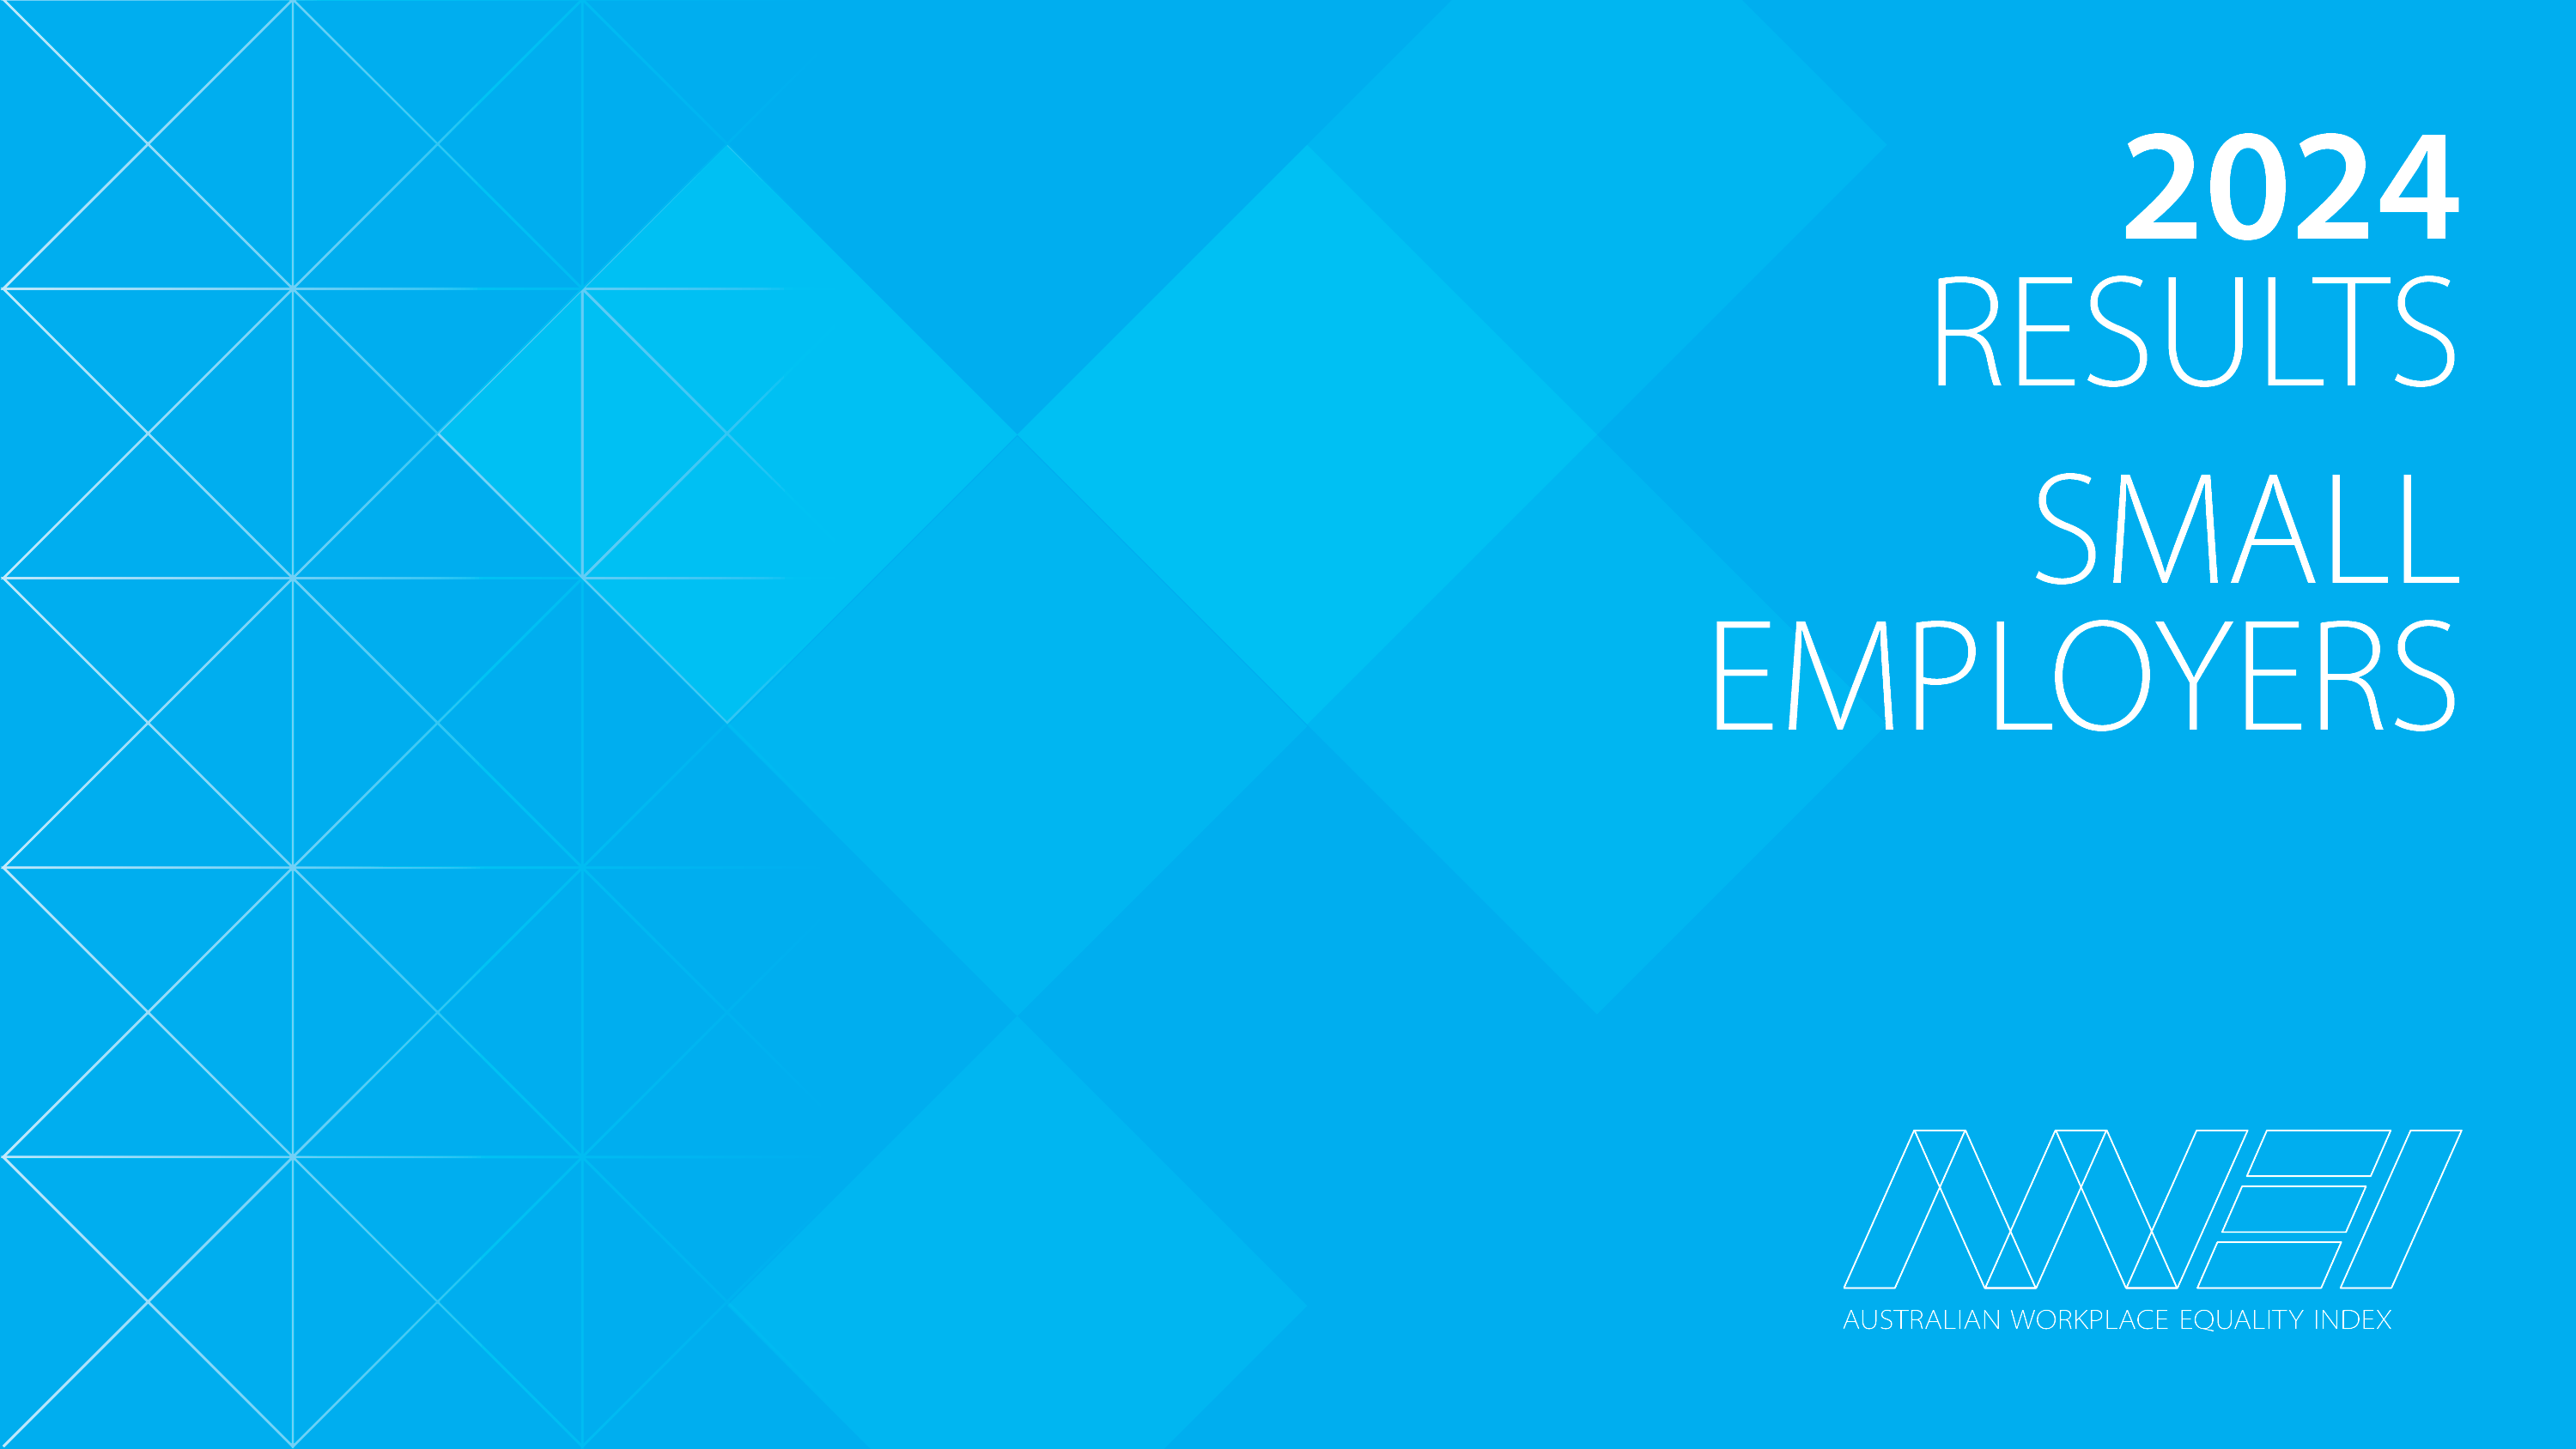 2024
RESULTS
SMALL
EMPLOYERS
AWEI
AUSTRALIAN WORKPLACE EQUALITY INDEX